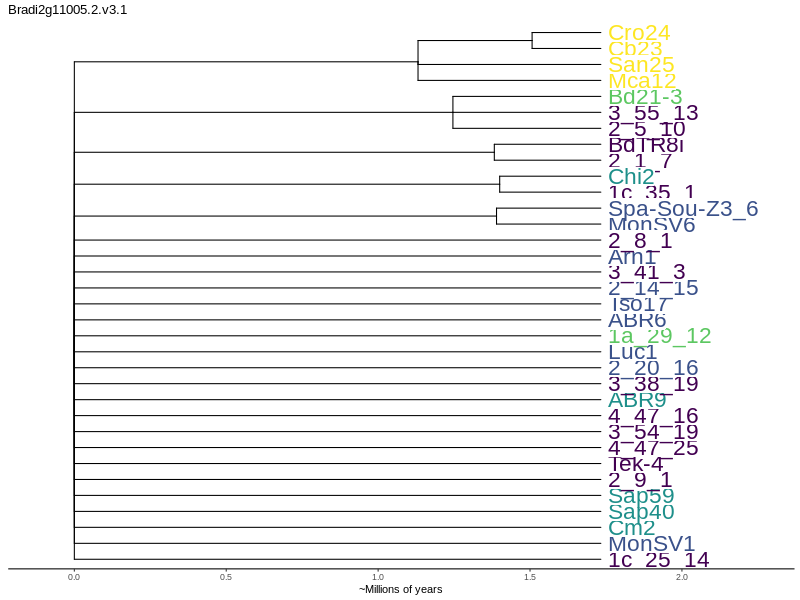 Bradi2g11005.2.v3.1
Cro24
Cb23
San25
Mca12
Bd21-3
3_55_13
2_5_10
BdTR8i
2_1_7
Chi2
1c_35_1
Spa-Sou-Z3_6
MonSV6
2_8_1
Arn1
3_41_3
2_14_15
Tso17
ABR6
1a_29_12
Luc1
2_20_16
3_38_19
ABR9
4_47_16
3_54_19
4_47_25
Tek-4
2_9_1
Sap59
Sap40
Cm2
MonSV1
1c_25_14
0.0 0.5 1.0 1.5 2.0
~Millions of years